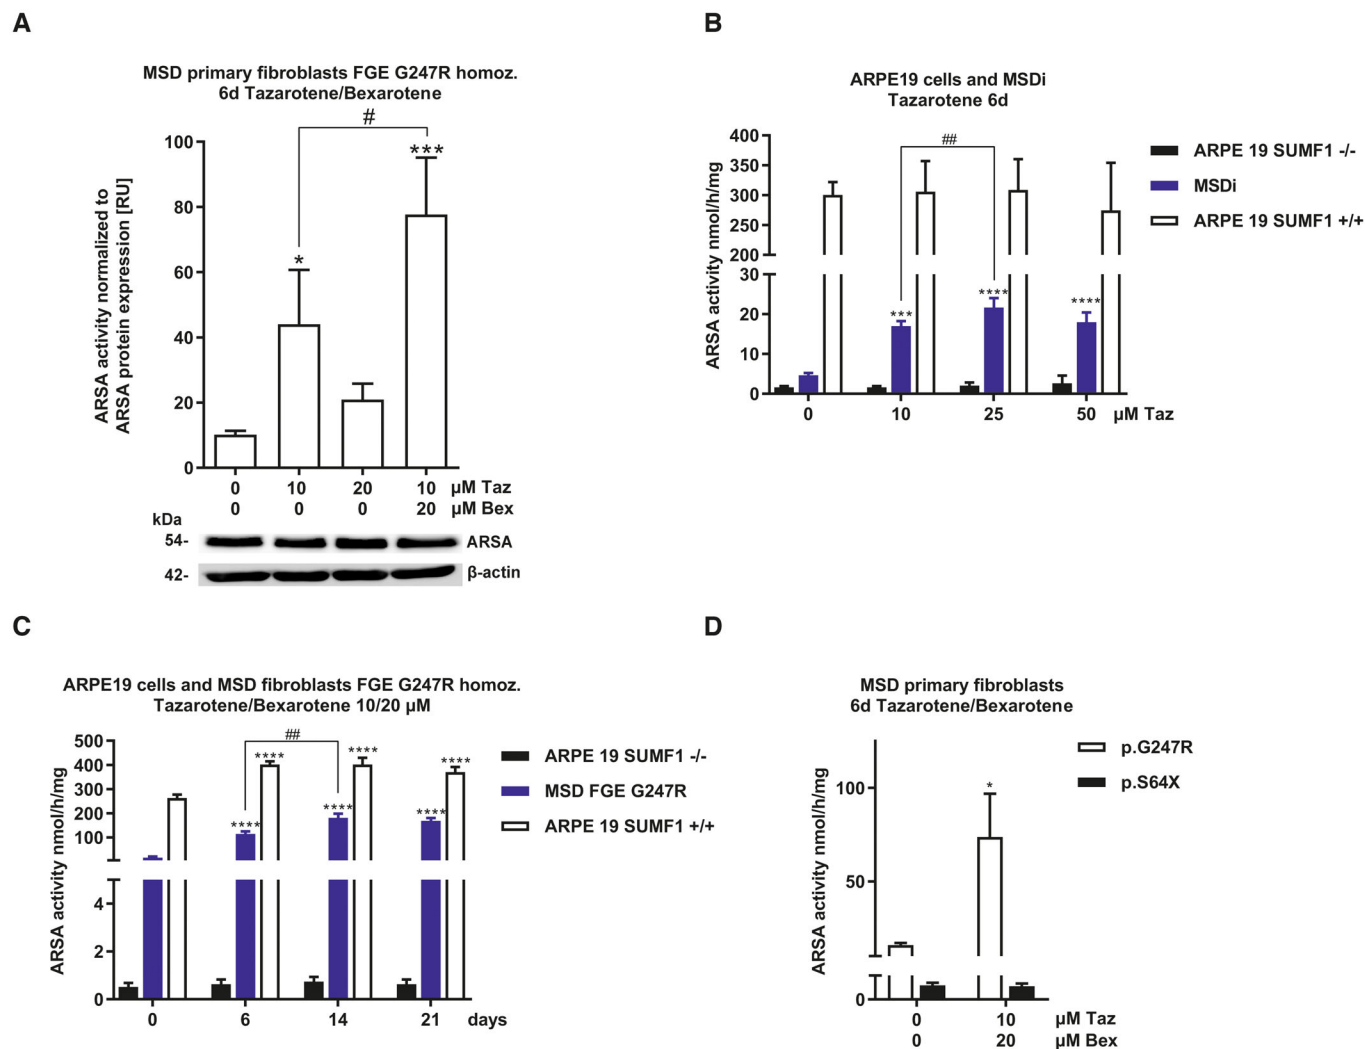 A
MSD primary fibroblasts FGE G247R homoz.
6d Tazarotene/Bexarotene
ARSA activity normalized to
ARSA protein expression [RU]
#
100
80
60
40
20
0
*
***
0 10 20 10 µM Taz
0 0 0 20 µM Bex
kDa
54- ARSA
42- β-actin
B
ARPE19 cells and MSDi
Tazarotene 6d
ARSA activity nmol/h/mg
400
350
300
250
200
30
20
10
0
##
***
****
****
0 10 25 50 µM Taz
ARPE 19 SUMF1 -/-
MSDi
ARPE 19 SUMF1 +/+
C
ARPE19 cells and MSD fibroblasts FGE G247R homoz.
Tazarotene/Bexarotene 10/20 µM
ARSA activity nmol/h/mg
500
400
300
200
100
4
2
0
##
****
****
****
****
****
****
0 6 14 21 days
ARPE 19 SUMF1 -/-
MSD FGE G247R
ARPE 19 SUMF1 +/+
D
MSD primary fibroblasts
6d Tazarotene/Bexarotene
ARSA activity nmol/h/mg
100
50
0
*
0 10 µM Taz
0 20 µM Bex
p.G247R
p.S64X